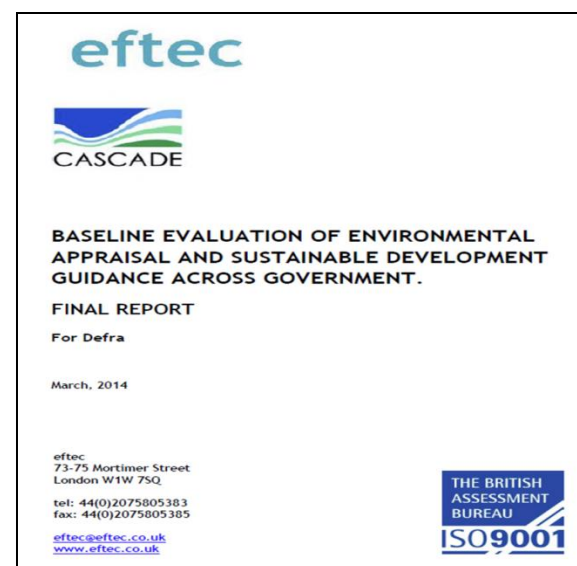 eftec
CASCADE
BASELINE EVALUATION OF ENVIRONMENTAL
APPRAISAL AND SUSTAINABLE DEVELOPMENT
GUIDANCE ACROSS GOVERNMENT.
FINAL REPORT
For Defra
March, 2014
eftec
73-75 Mortimer Street
London W1W 7SQ
tel: 44(0)2075805383
fax: 44(0)2075805385
eftec@eftec.co.uk
www.eftec.co.uk
THE BRITISH
ASSESSMENT
BUREAU
ISO9001